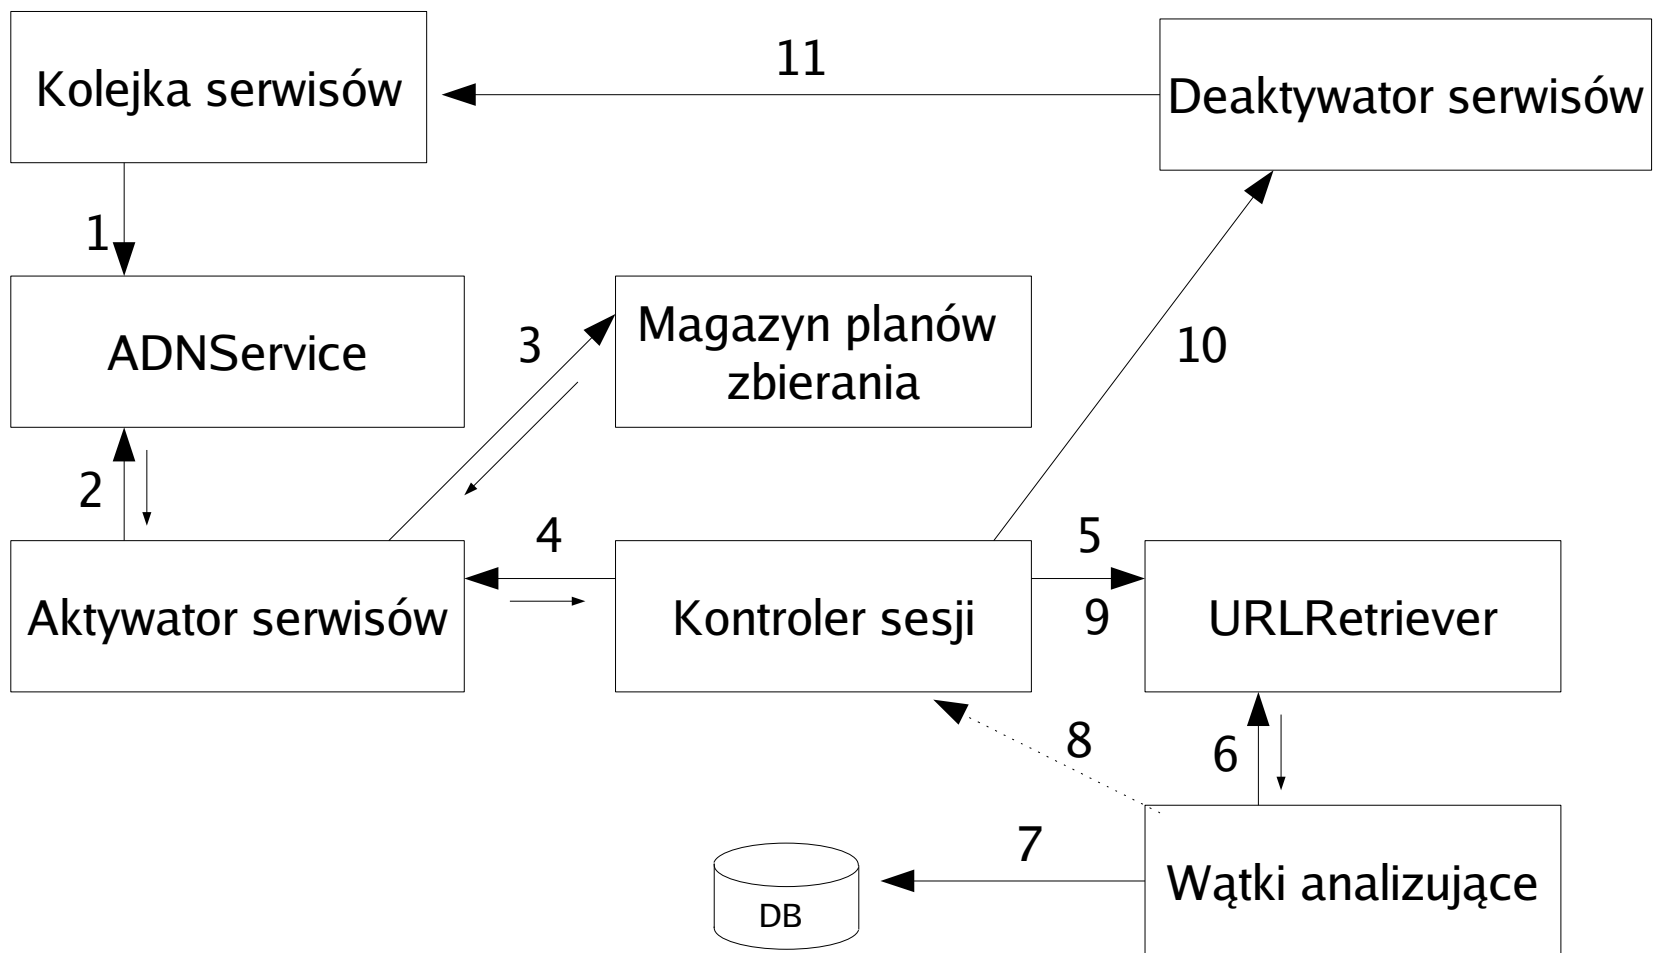 11
Kolejka serwisów
Deaktywator serwisów
1
ADNService
3
Magazyn planów
zbierania
10
2
4
5
Aktywator serwisów
Kontroler sesji
9
URLRetriever
8
6
7
DB
Wątki analizujące